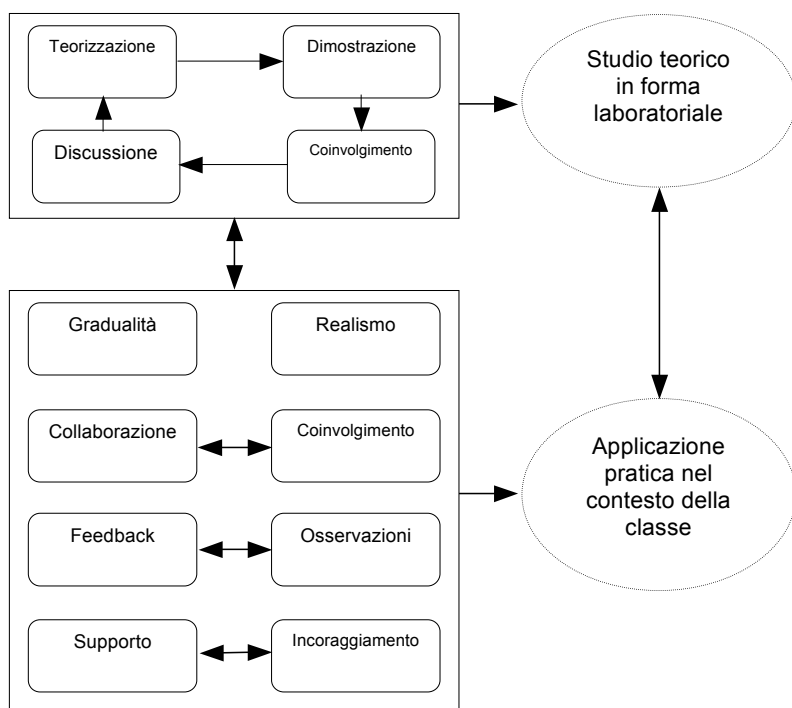 Teorizzazione
Dimostrazione
Discussione
Coinvolgimento
Studio teorico
in forma
laboratoriale
Gradualità
Realismo
Collaborazione
Coinvolgimento
Feedback
Osservazioni
Supporto
Incoraggiamento
Applicazione
pratica nel
contesto della
classe